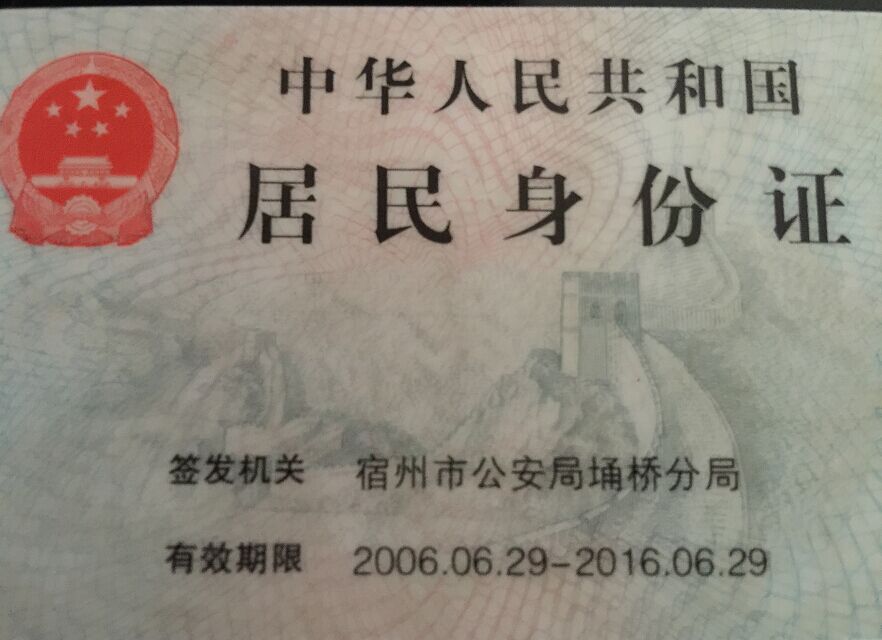 中华人民共和国
居民身份证
签发机关 宿州市公安局埇桥分局
有效期限 2006.06.29-2016.06.29